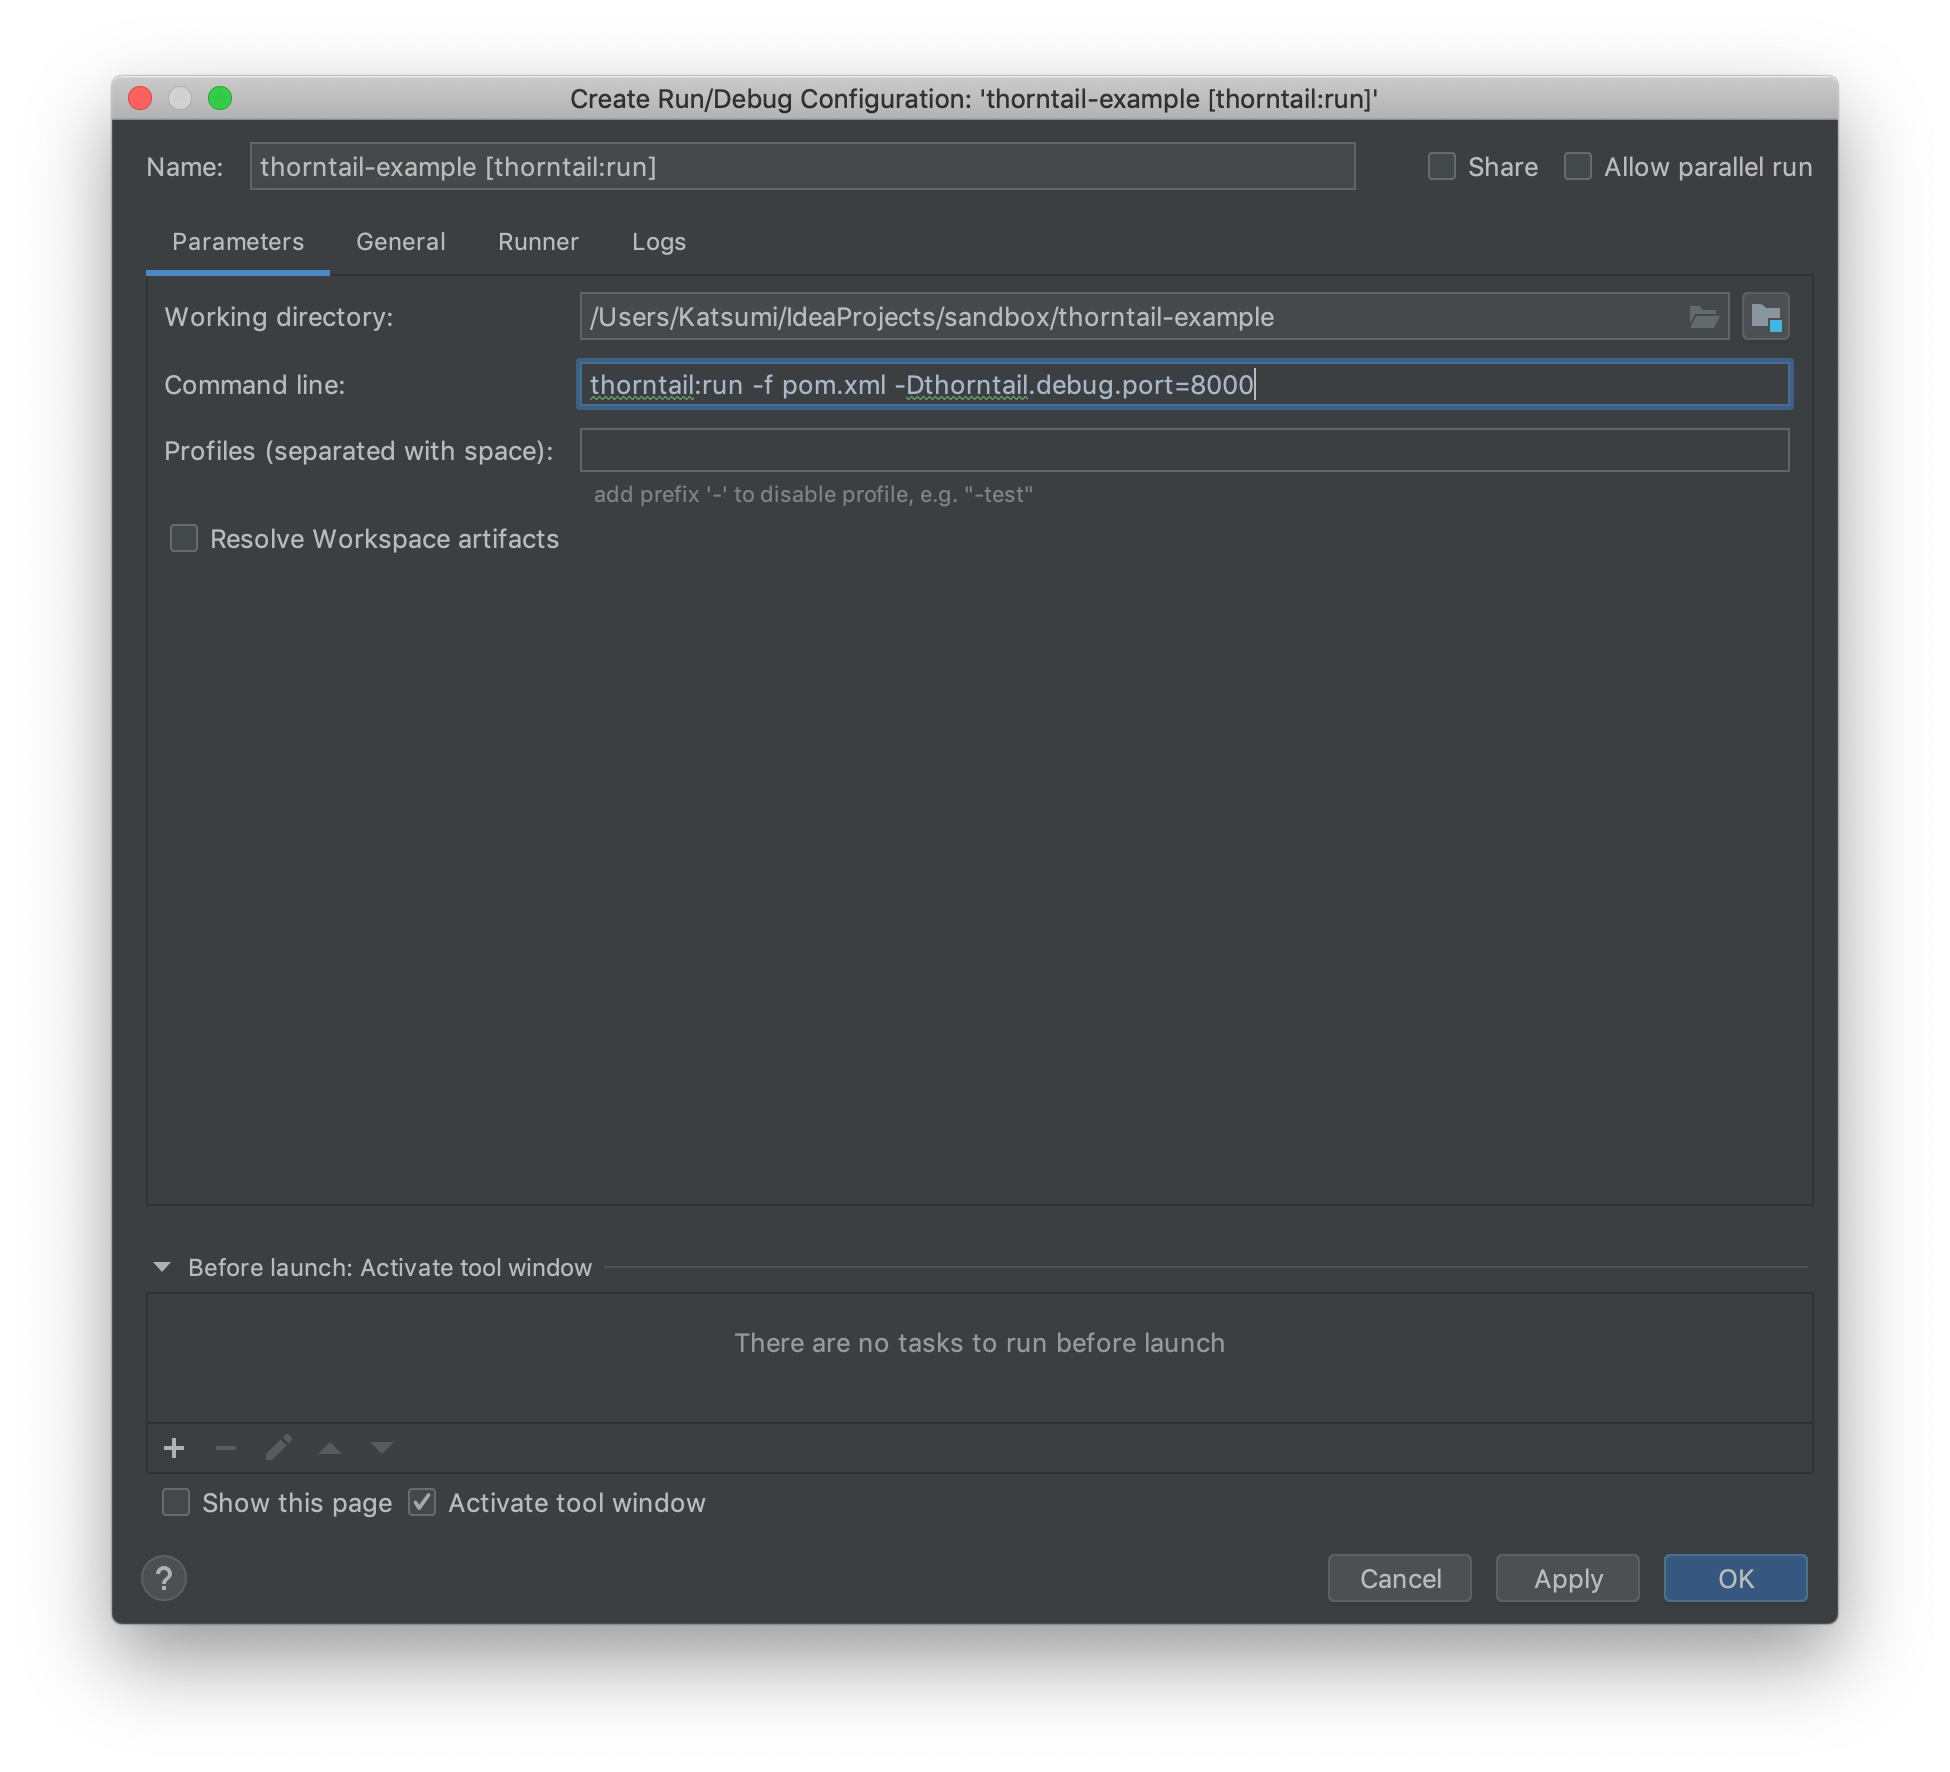 Create Run/Debug Configuration: 'thorntail-example [thorntail:run]'
Name: thorntail-example [thorntail:run] Share Allow parallel run
Parameters General Runner Logs
Working directory: /Users/Katsumi/IdeaProjects/sandbox/thorntail-example
Command line: thorntail:run -f pom.xml -Dthorntail.debug.port=8000
Profiles (separated with space):
add prefix '-' to disable profile, e.g. "-test"
Resolve Workspace artifacts
Before launch: Activate tool window
There are no tasks to run before launch
Show this page Activate tool window
? Cancel Apply OK